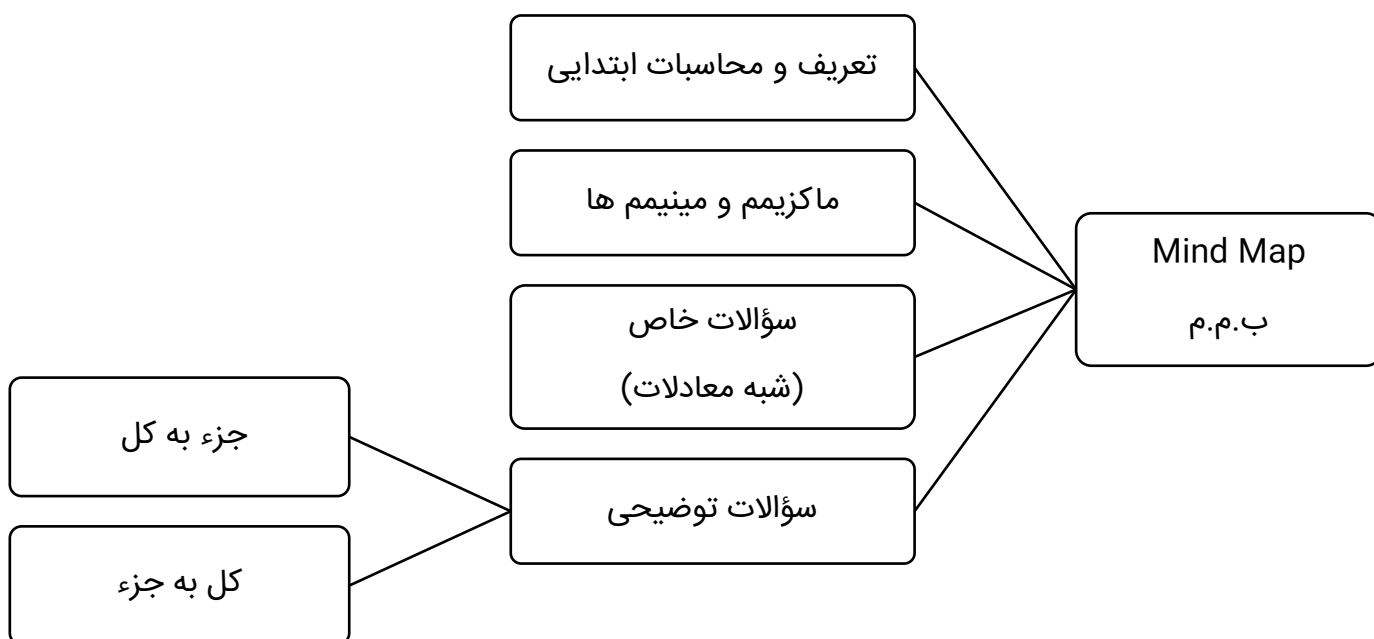 Mind Map
ب.م.م
تعریف و محاسبات ابتدایی
ماکزیمم و مینیمم ها
سؤالات خاص
(شبه معادلات)
سؤالات توضیحی
جزء به کل
کل به جزء